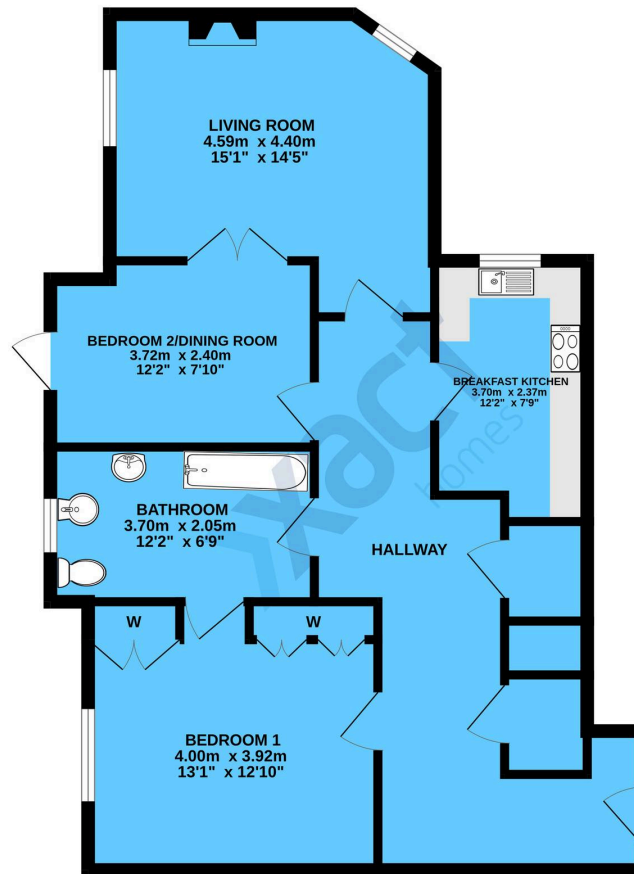 LIVING ROOM
4.59m x 4.40m
15'1" x 14'5"
BEDROOM 2/DINING ROOM
3.72m x 2.40m
12'2" x 7'10"
BREAKFAST KITCHEN
3.70m x 2.37m
12'2" x 7'9"
xact
homes
BATHROOM
3.70m x 2.05m
12'2" x 6'9"
HALLWAY
W
W
BEDROOM 1
4.00m x 3.92m
13'1" x 12'10"